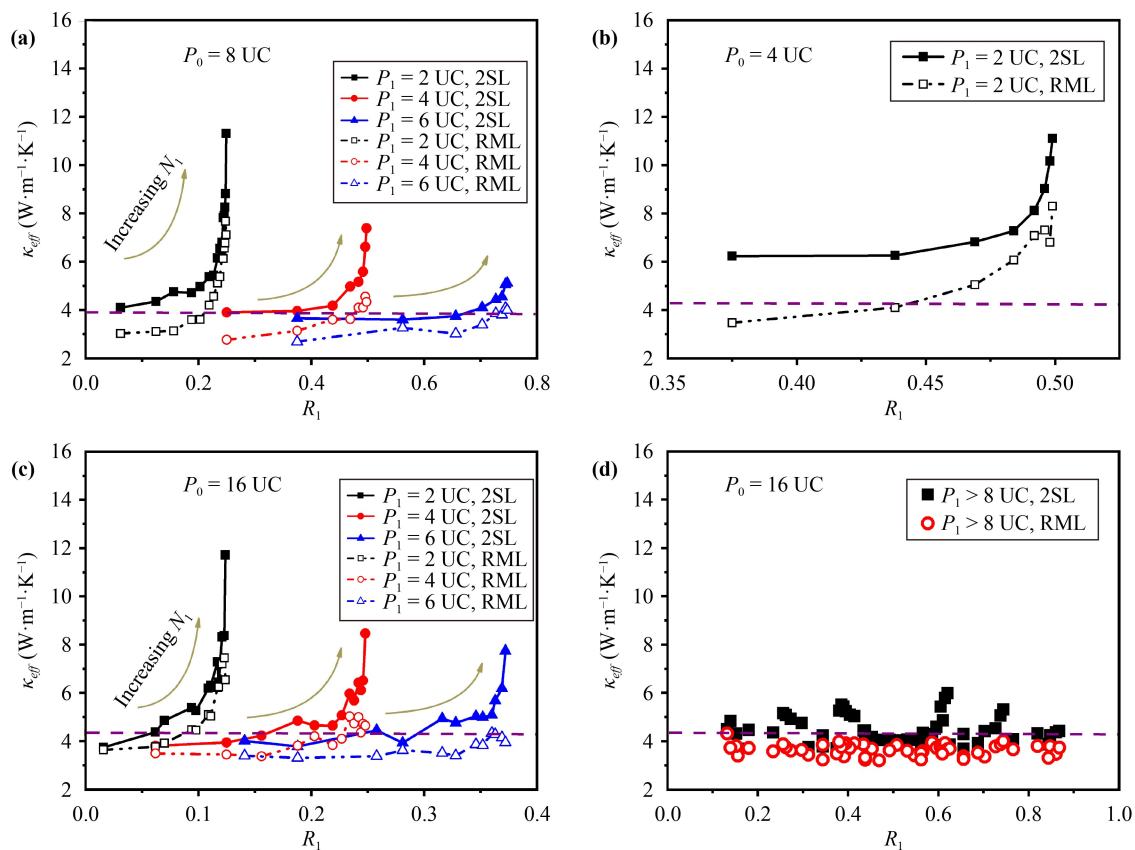 (a)
P₀ = 8 UC
P₁ = 2 UC, 2SL
P₁ = 4 UC, 2SL
P₁ = 6 UC, 2SL
P₁ = 2 UC, RML
P₁ = 4 UC, RML
P₁ = 6 UC, RML
Increasing N₁
κeff (W·m⁻¹·K⁻¹)
16
14
12
10
8
6
4
2
0.0 0.2 0.4 0.6 0.8
R₁
(b)
P₀ = 4 UC
P₁ = 2 UC, 2SL
P₁ = 2 UC, RML
κeff (W·m⁻¹·K⁻¹)
16
14
12
10
8
6
4
2
0.35 0.40 0.45 0.50
R₁
(c)
P₀ = 16 UC
P₁ = 2 UC, 2SL
P₁ = 4 UC, 2SL
P₁ = 6 UC, 2SL
P₁ = 2 UC, RML
P₁ = 4 UC, RML
P₁ = 6 UC, RML
Increasing N₁
κeff (W·m⁻¹·K⁻¹)
16
14
12
10
8
6
4
2
0.0 0.1 0.2 0.3 0.4
R₁
(d)
P₀ = 16 UC
P₁ > 8 UC, 2SL
P₁ > 8 UC, RML
κeff (W·m⁻¹·K⁻¹)
16
14
12
10
8
6
4
2
0.0 0.2 0.4 0.6 0.8 1.0
R₁